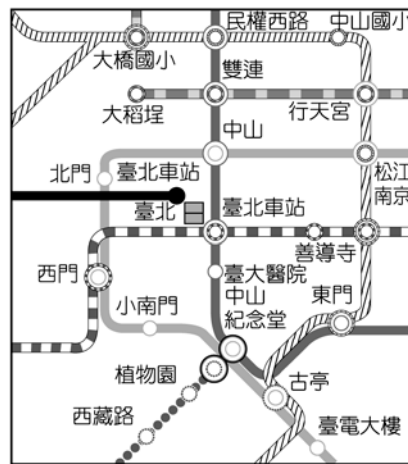 民權西路
中山國小
大橋國小
雙連
大稻埕
行天宮
中山
北門
臺北車站
松江
南京
臺北
臺北車站
善導寺
西門
臺大醫院
小南門
中山
紀念堂
東門
植物園
古亭
西藏路
臺電大樓